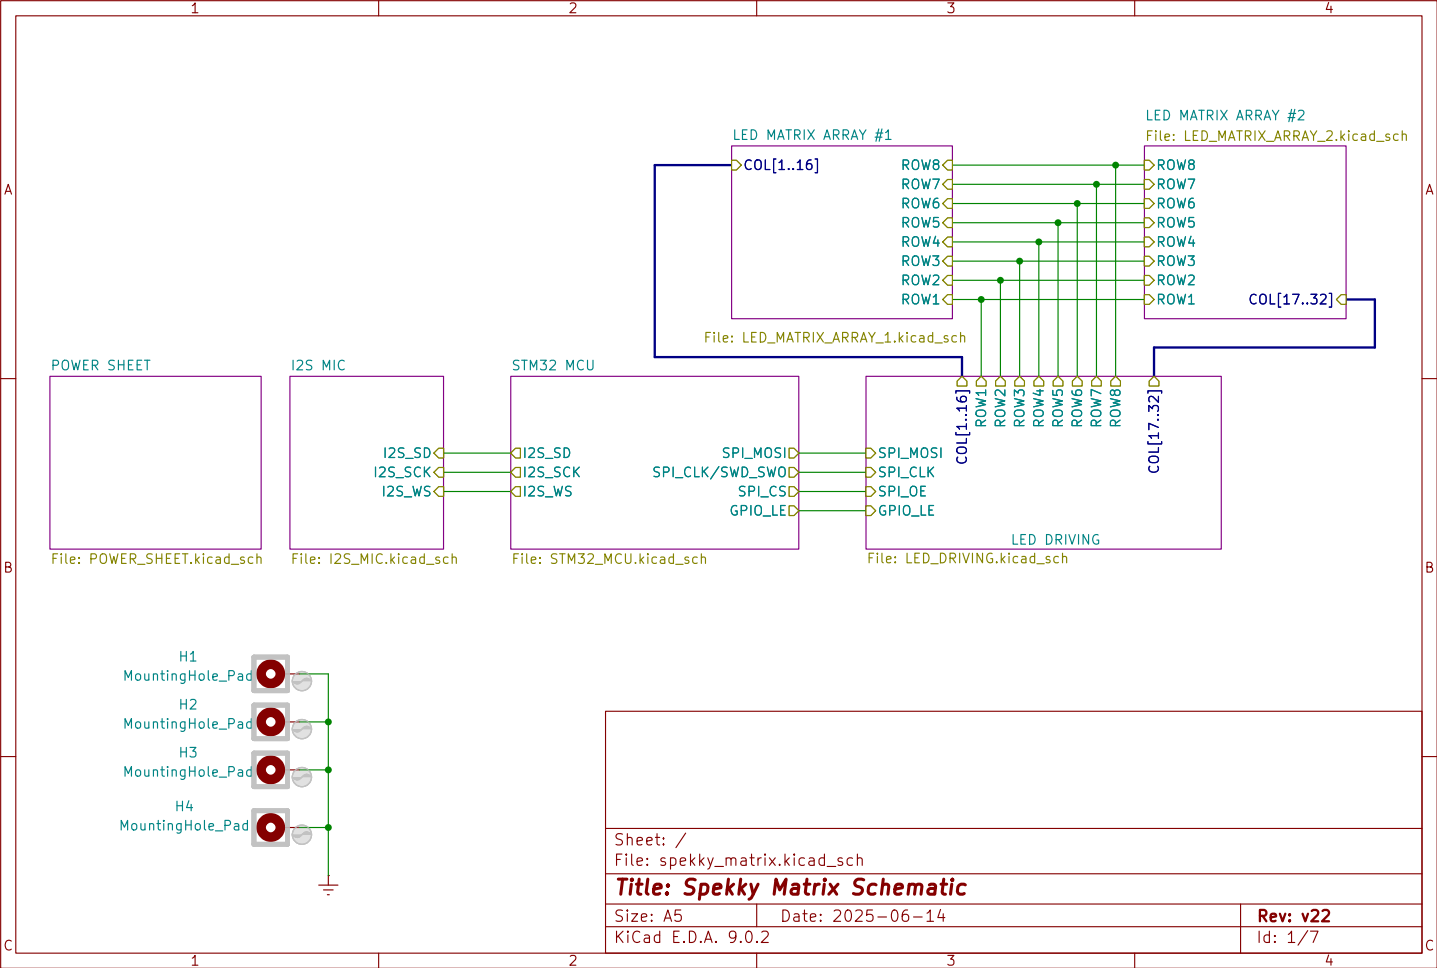 1 2 3 4
LED MATRIX ARRAY #2
LED MATRIX ARRAY #1
File: LED_MATRIX_ARRAY_2.kicad_sch
COL[1..16] ROW8 ROW8
ROW7 ROW7
A A
ROW6 ROW6
ROW5 ROW5
ROW4 ROW4
ROW3 ROW3
ROW2 ROW2
ROW1 ROW1 COL[17..32]
File: LED_MATRIX_ARRAY_1.kicad_sch
POWER SHEET I2S MIC STM32 MCU
COL[1..16]
ROW1
ROW2
ROW3
ROW4
ROW5
ROW6
ROW7
ROW8
COL[17..32]
I2S_SD I2S_SD SPI_MOSI SPI_MOSI
I2S_SCK I2S_SCK SPI_CLK/SWD_SWO SPI_CLK
I2S_WS I2S_WS SPI_CS SPI_OE
GPIO_LE GPIO_LE
LED DRIVING
File: POWER_SHEET.kicad_sch File: I2S_MIC.kicad_sch File: STM32_MCU.kicad_sch File: LED_DRIVING.kicad_sch
B B
H1
MountingHole_Pad
H2
MountingHole_Pad
H3
MountingHole_Pad
H4
MountingHole_Pad
Sheet: /
File: spekky_matrix.kicad_sch
Title: Spekky Matrix Schematic
Size: A5 Date: 2025-06-14 Rev: v22
KiCad E.D.A. 9.0.2 Id: 1/7
C C
1 2 3 4